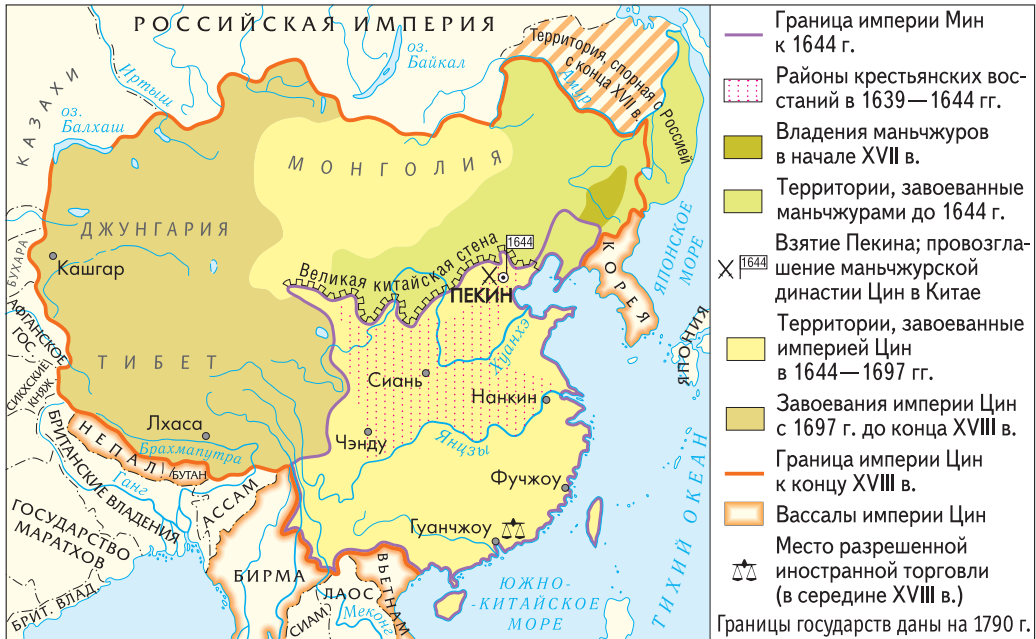 РОССИЙСКАЯ ИМПЕРИЯ
оз.
Байкал
Территория, спорная с Россией
с конца XVII в.
Амур
Иртыш
КАЗАХИ
оз.
Балхаш
МОНГОЛИЯ
ДЖУНГАРИЯ
Кашгар
БУХАРА
АФГАНСКОЕ
ГОС.
СИКХСКИЕ
КНЯЖ.
Великая китайская стена
1644
ПЕКИН
КОРЕЯ
ЯПОНСКОЕ
МОРЕ
ЯПОНИЯ
Хуанхэ
ТИБЕТ
Сиань
Нанкин
Лхаса
Чэнду
Янцзы
Брахмапутра
НЕПАЛ
БУТАН
Ганг
БРИТАНСКИЕ ВЛАДЕНИЯ
АССАМ
ГОСУДАРСТВО
МАРАТХОВ
БРИТ. ВЛАД.
Фучжоу
Гуанчжоу
БИРМА
ЛАОС
ВЬЕТНАМ
СИАМ
Меконг
ЮЖНО-
-КИТАЙСКОЕ
МОРЕ
ТИХИЙ ОКЕАН
Граница империи Мин
к 1644 г.
Районы крестьянских вос-
станий в 1639—1644 гг.
Владения маньчжуров
в начале XVII в.
Территории, завоеванные
маньчжурами до 1644 г.
1644
Взятие Пекина; провозгла-
шение маньчжурской
династии Цин в Китае
Территории, завоеванные
империей Цин
в 1644—1697 гг.
Завоевания империи Цин
с 1697 г. до конца XVIII в.
Граница империи Цин
к концу XVIII в.
Вассалы империи Цин
Место разрешенной
иностранной торговли
(в середине XVIII в.)
Границы государств даны на 1790 г.